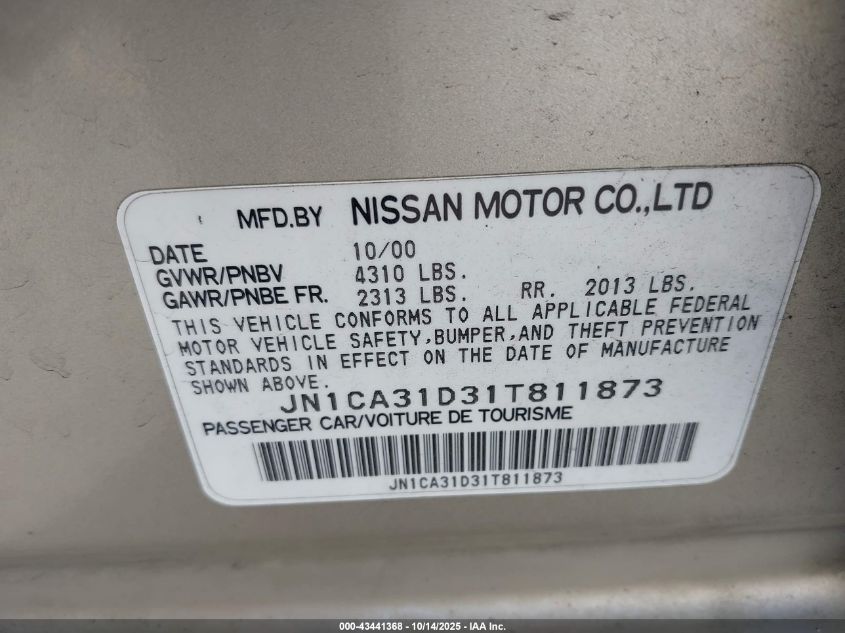 MFD.BY NISSAN MOTOR CO.,LTD
DATE 10/00
GVWR/PNBV 4310 LBS.
GAWR/PNBE FR. 2313 LBS. RR. 2013 LBS.
THIS VEHICLE CONFORMS TO ALL APPLICABLE FEDERAL
MOTOR VEHICLE SAFETY,BUMPER,AND THEFT PREVENTION
STANDARDS IN EFFECT ON THE DATE OF MANUFACTURE
SHOWN ABOVE.
JN1CA31D31T811873
PASSENGER CAR/VOITURE DE TOURISME
JN1CA31D31T811873
000-43441368 - 10/14/2025 - IAA Inc.